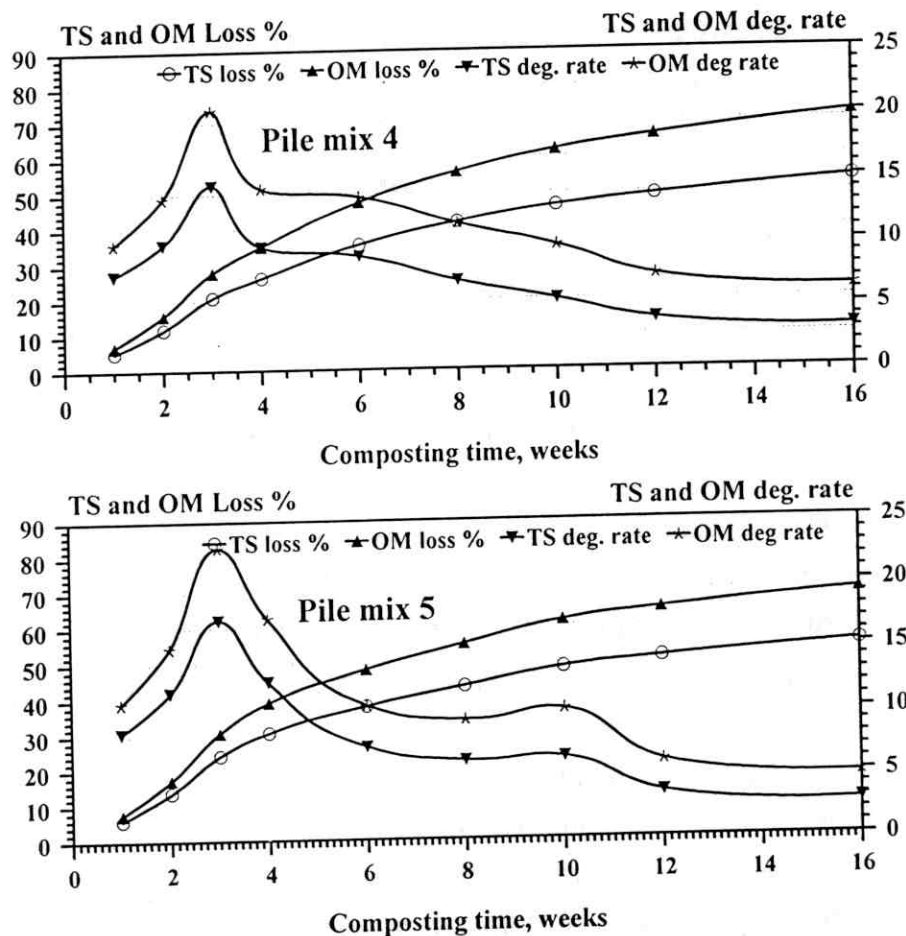 TS and OM Loss % TS and OM deg. rate
90 25
TS loss % OM loss % TS deg. rate OM deg rate
80
70 20
Pile mix 4
60
50 15
40 10
30
20 5
10
0 0
0 2 4 6 8 10 12 14 16
Composting time, weeks
TS and OM Loss % TS and OM deg. rate
90 25
TS loss % OM loss % TS deg. rate OM deg rate
80
70 20
Pile mix 5
60
50 15
40 10
30
20 5
10
0 0
0 2 4 6 8 10 12 14 16
Composting time, weeks